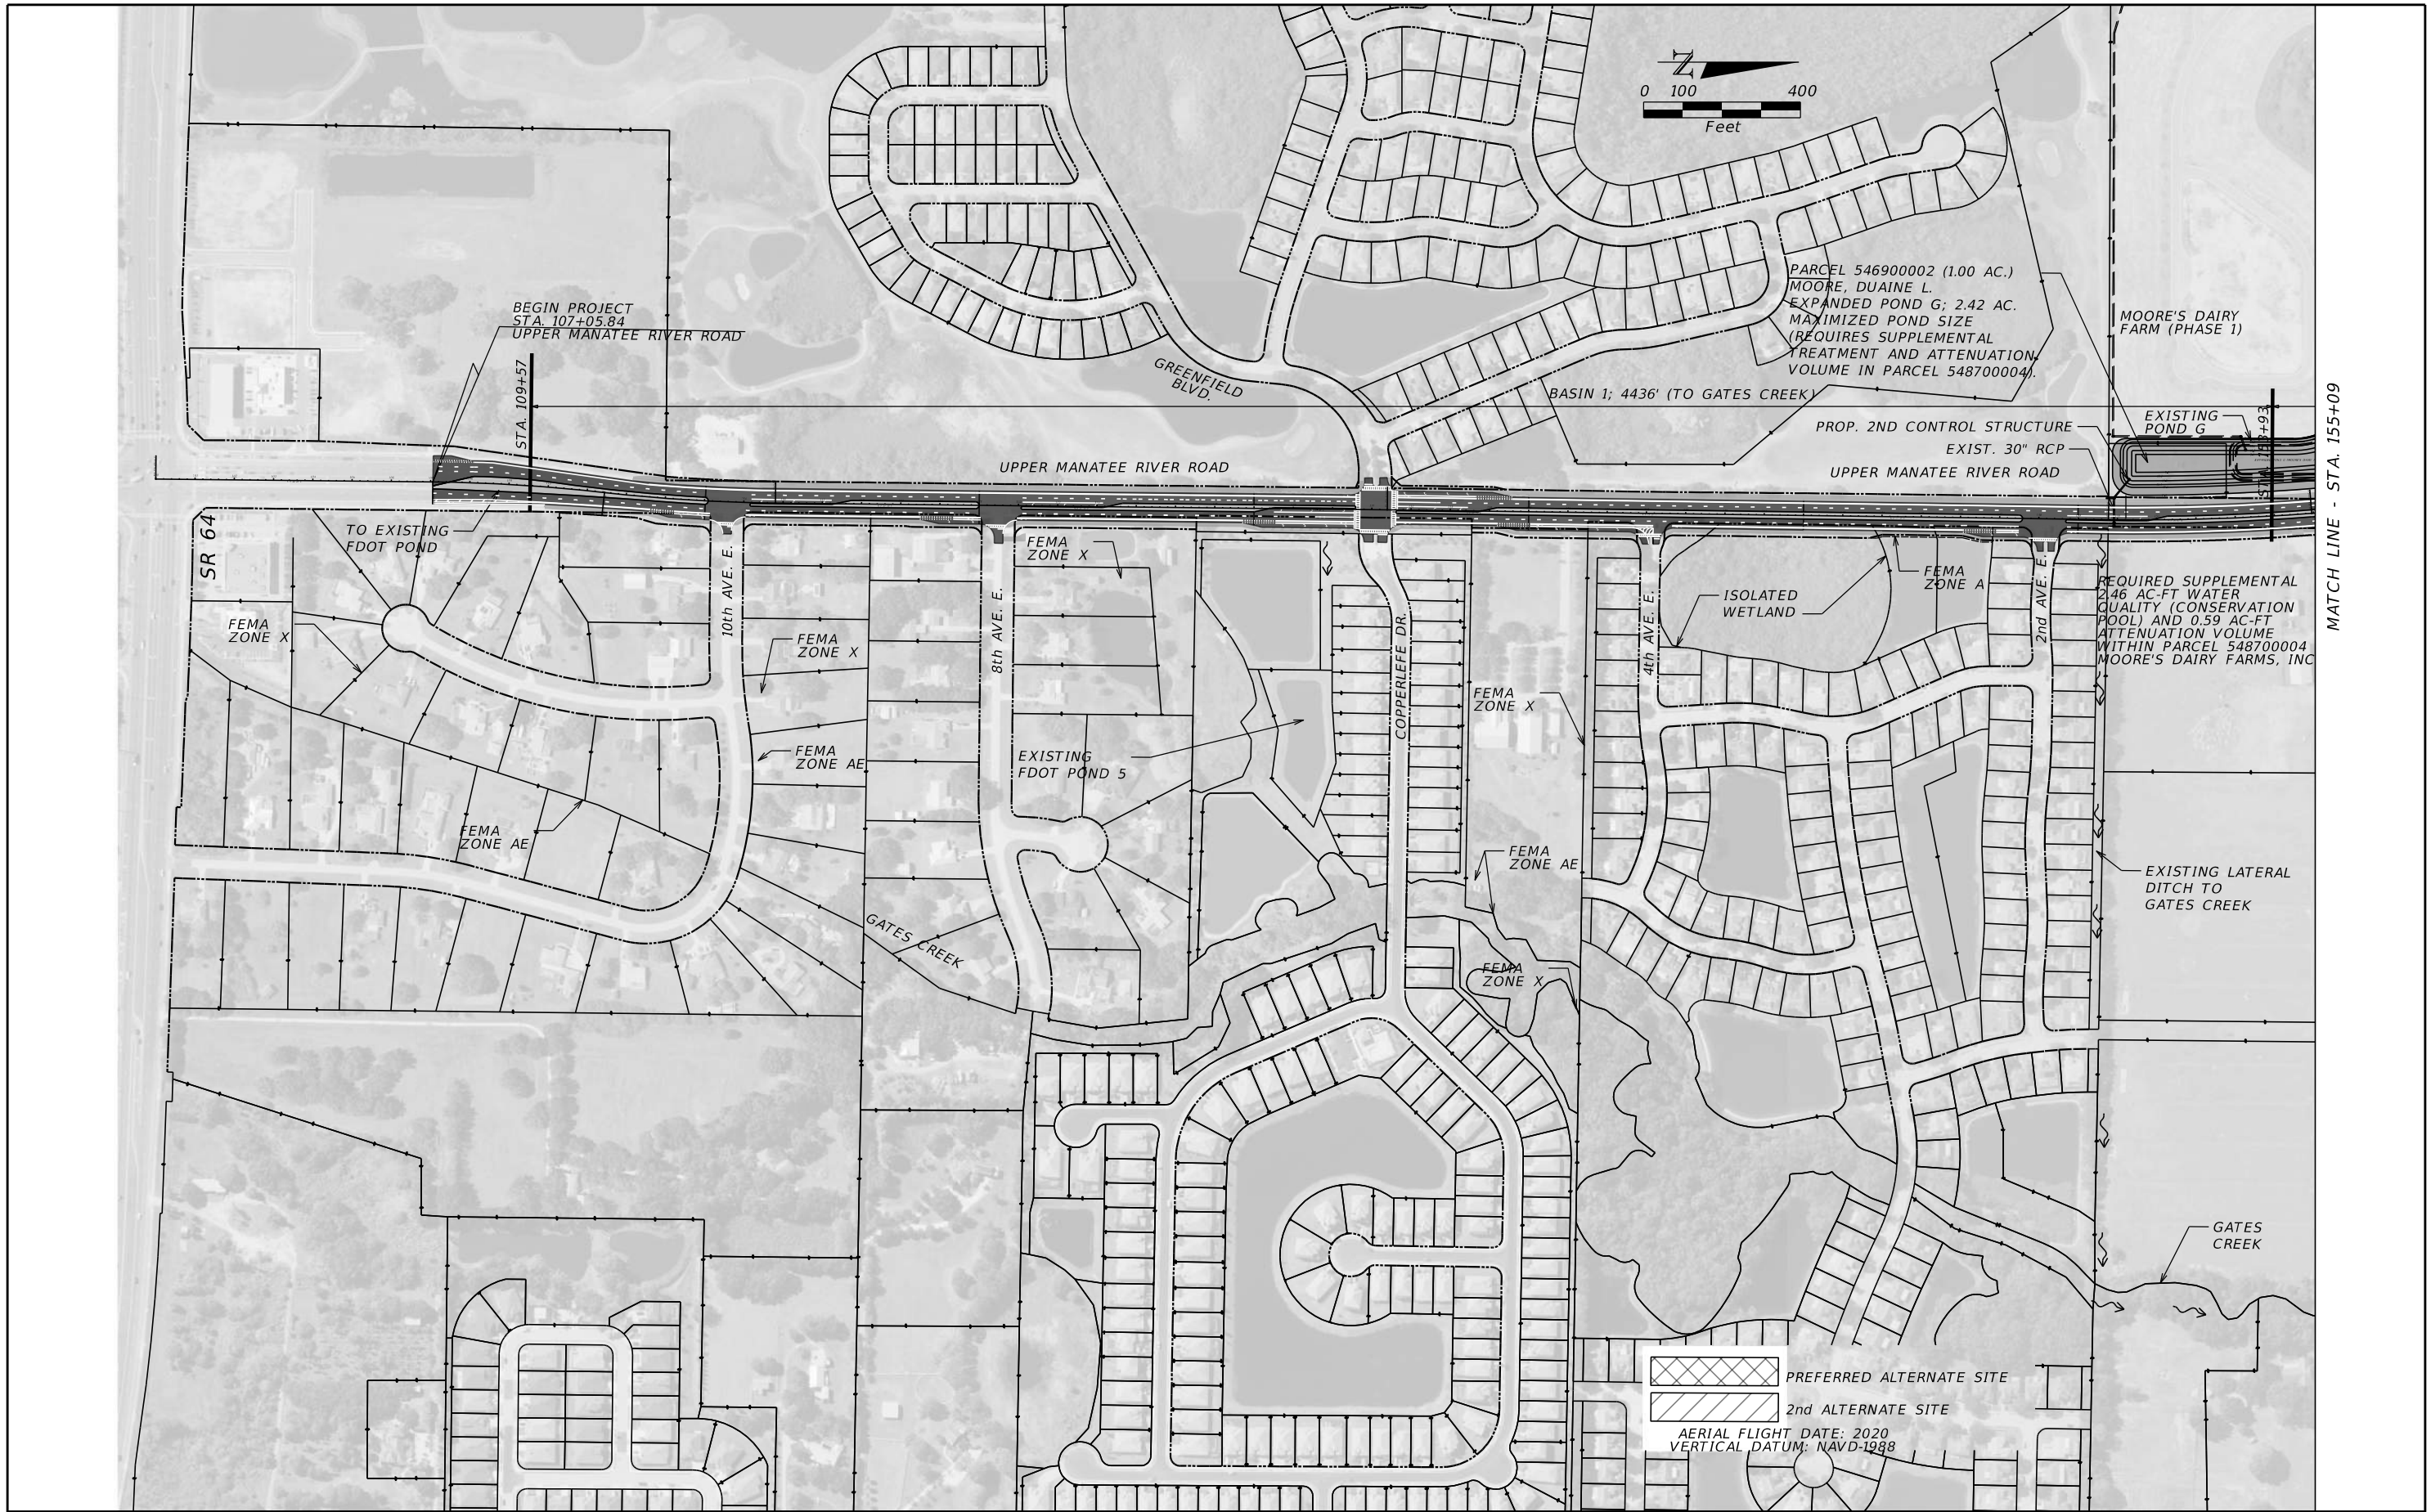 0 100 400
Feet
BEGIN PROJECT
STA. 107+05.84
UPPER MANATEE RIVER ROAD
STA. 109+57
GREENFIELD
BLVD.
PARCEL 546900002 (1.00 AC.)
MOORE, DUAINE L.
EXPANDED POND G; 2.42 AC.
MAXIMIZED POND SIZE
(REQUIRES SUPPLEMENTAL
TREATMENT AND ATTENUATION
VOLUME IN PARCEL 548700004).
MOORE'S DAIRY
FARM (PHASE 1)
BASIN 1; 4436' (TO GATES CREEK)
PROP. 2ND CONTROL STRUCTURE
EXISTING
POND G
EXIST. 30" RCP
UPPER MANATEE RIVER ROAD
UPPER MANATEE RIVER ROAD
MATCH LINE - STA. 155+09
SR 64
TO EXISTING
FDOT POND
10th AVE. E.
8th AVE. E.
FEMA
ZONE X
COPPERLEFE DR.
4th AVE. E.
ISOLATED
WETLAND
FEMA
ZONE A
2nd AVE. E.
REQUIRED SUPPLEMENTAL
2.46 AC-FT WATER
QUALITY (CONSERVATION
POOL) AND 0.59 AC-FT
ATTENUATION VOLUME
WITHIN PARCEL 548700004
MOORE'S DAIRY FARMS, INC
FEMA
ZONE X
FEMA
ZONE X
FEMA
ZONE X
FEMA
ZONE AE
EXISTING
FDOT POND 5
FEMA
ZONE AE
FEMA
ZONE AE
EXISTING LATERAL
DITCH TO
GATES CREEK
GATES CREEK
FEMA
ZONE X
GATES
CREEK
PREFERRED ALTERNATE SITE
2nd ALTERNATE SITE
AERIAL FLIGHT DATE: 2020
VERTICAL DATUM: NAVD-1988